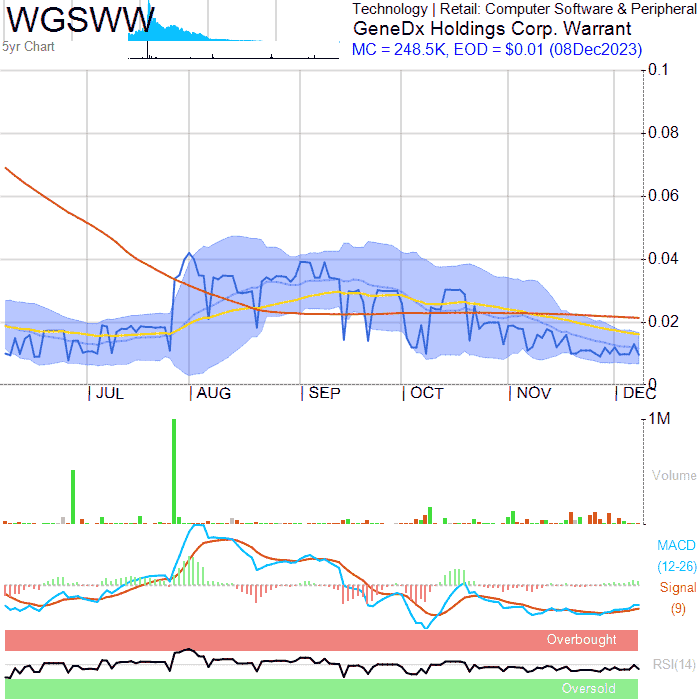 WGSWW
5yr Chart
Technology | Retail: Computer Software & Peripheral
GeneDx Holdings Corp. Warrant
MC = 248.5K, EOD = $0.01 (08Dec2023)
0.1
0.08
0.06
0.04
0.02
0
JUL AUG SEP OCT NOV DEC
1M
Volume
MACD
(12-26)
Signal
(9)
Overbought
RSI(14)
Oversold